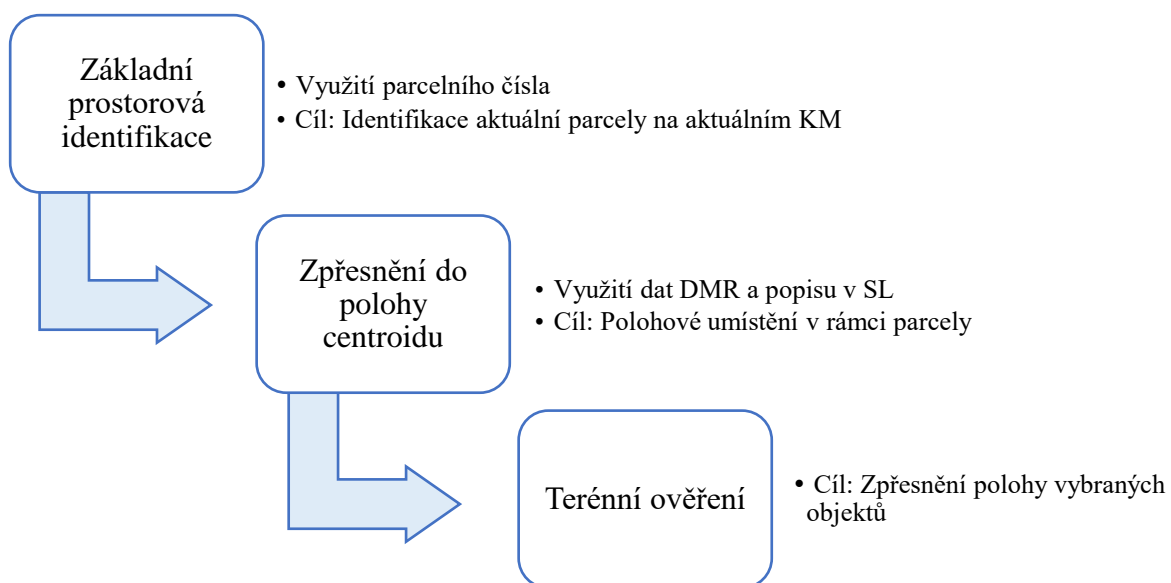 Základní
prostorová
identifikace
• Využití parcelního čísla
• Cíl: Identifikace aktuální parcely na aktuálním KM
Zpřesnění do
polohy
centroidu
• Využití dat DMR a popisu v SL
• Cíl: Polohové umístění v rámci parcely
Terénní ověření
• Cíl: Zpřesnění polohy vybraných
objektů